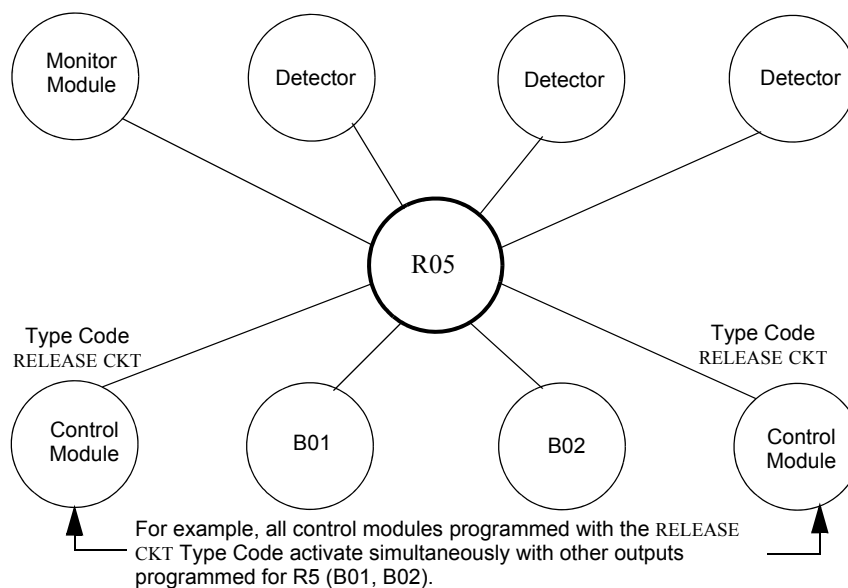 Monitor
Module
Detector
Detector
Detector
R05
Type Code
RELEASE CKT
Type Code
RELEASE CKT
Control
Module
B01
B02
Control
Module
For example, all control modules programmed with the RELEASE
CKT Type Code activate simultaneously with other outputs
programmed for R5 (B01, B02).